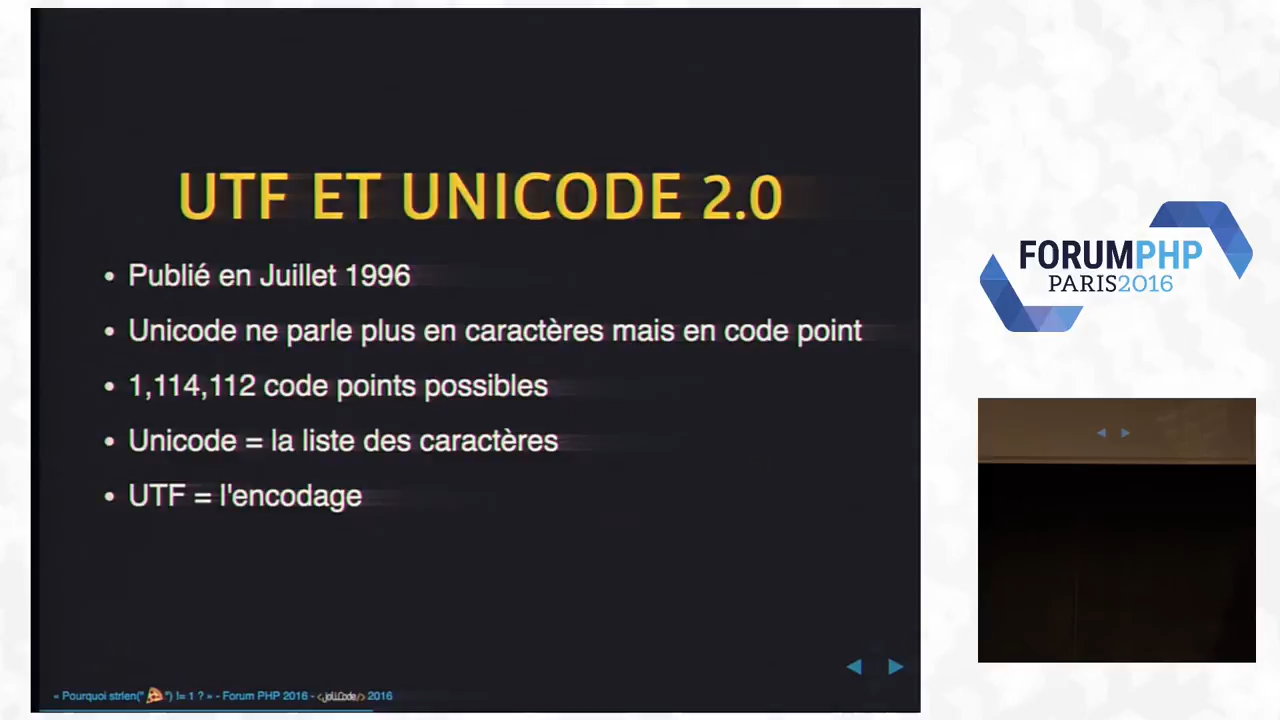 UTF ET UNICODE 2.0
• Publié en Juillet 1996
• Unicode ne parle plus en caractères mais en code point
• 1,114,112 code points possibles
• Unicode = la liste des caractères
• UTF = l'encodage
« Pourquoi strlen("🍕") != 1 ? » - Forum PHP 2016 - </JoliCode/> 2016
FORUMPHP
PARIS2016